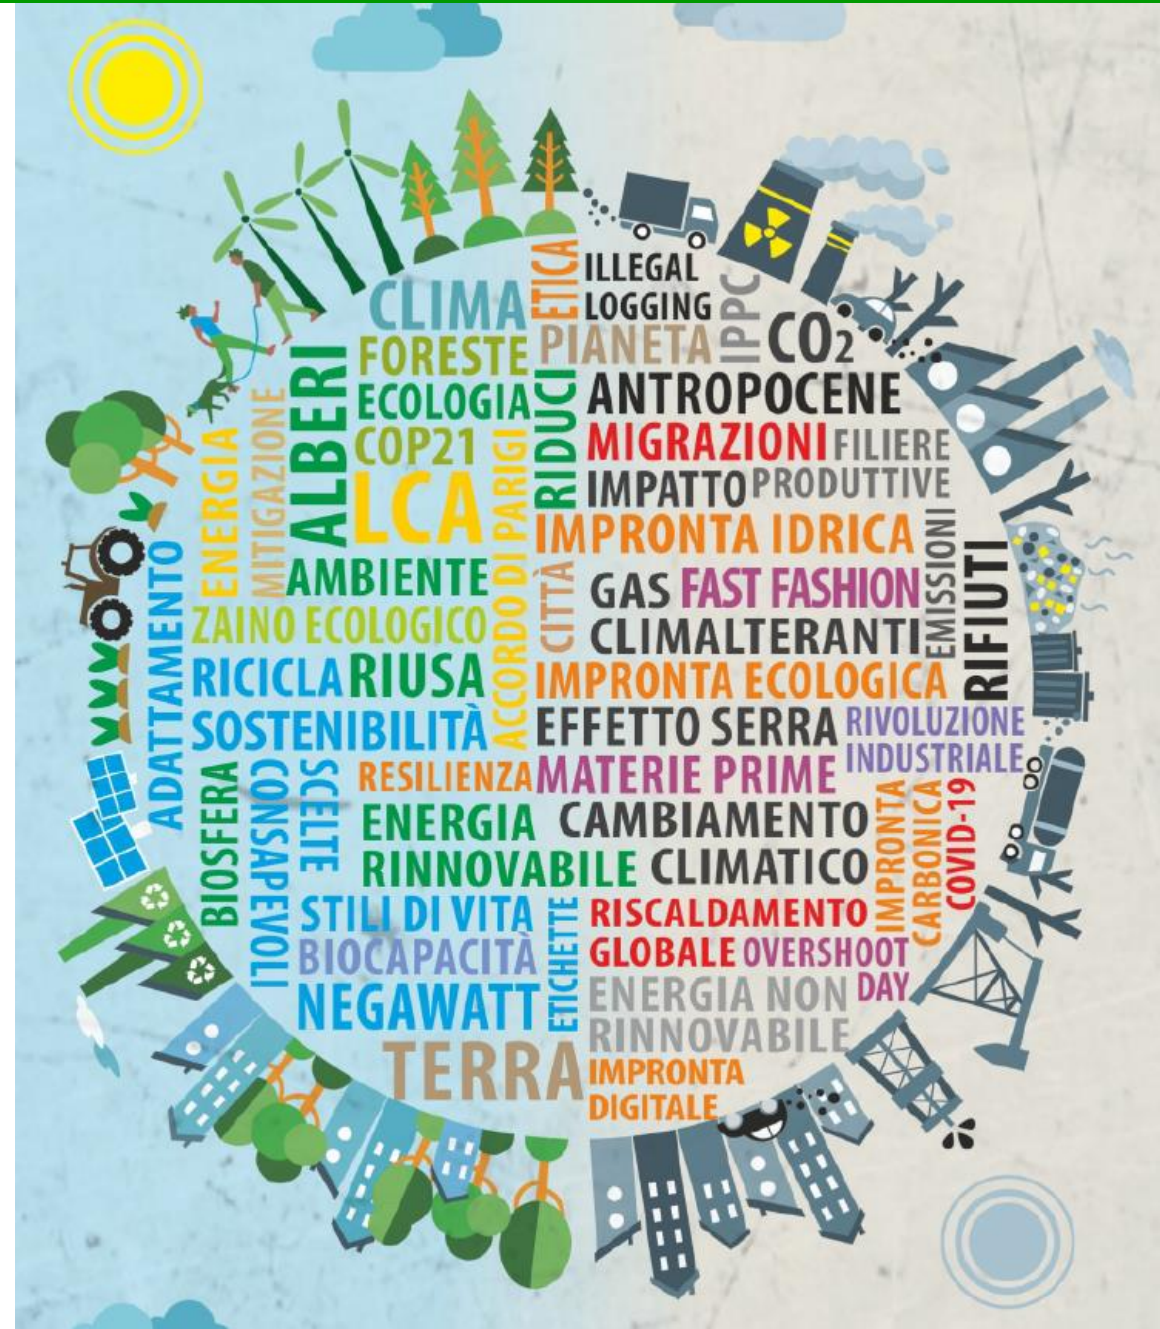 CLIMA
ETICA
ILLEGAL
LOGGING
IPPC
FORESTE
PIANETA
CO2
ALBERI
ECOLOGIA
RIDUCI
ANTROPOCENE
MITIGAZIONE
COP21
MIGRAZIONI
FILIERE
PRODUTTIVE
ENERGIA
LCA
ACCORDO DI PARIGI
IMPATTO
IMPRONTA IDRICA
EMISSIONI
RIFIUTI
ADATTAMENTO
AMBIENTE
CITTÀ
GAS
CLIMALTERANTI
FAST FASHION
ZAINO ECOLOGICO
RICICLA
RIUSA
IMPRONTA ECOLOGICA
SOSTENIBILITÀ
EFFETTO SERRA
RIVOLUZIONE
INDUSTRIALE
BIOSFERA
SCELTE
CONSAPEVOLI
RESILIENZA
MATERIE PRIME
ENERGIA
RINNOVABILE
CAMBIAMENTO
CLIMATICO
IMPRONTA
CARBONICA
COVID-19
STILI DI VITA
ETICHETTE
RISCALDAMENTO
GLOBALE
BIOCAPACITÀ
OVERSHOOT
DAY
NEGAWATT
ENERGIA NON
RINNOVABILE
TERRA
IMPRONTA
DIGITALE